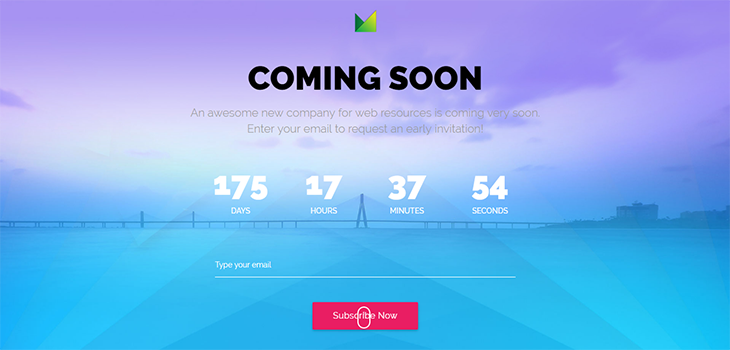 COMING SOON
An awesome new company for web resources is coming very soon.
Enter your email to request an early invitation!
175 17 37 54
DAYS HOURS MINUTES SECONDS
Type your email
Subscribe Now